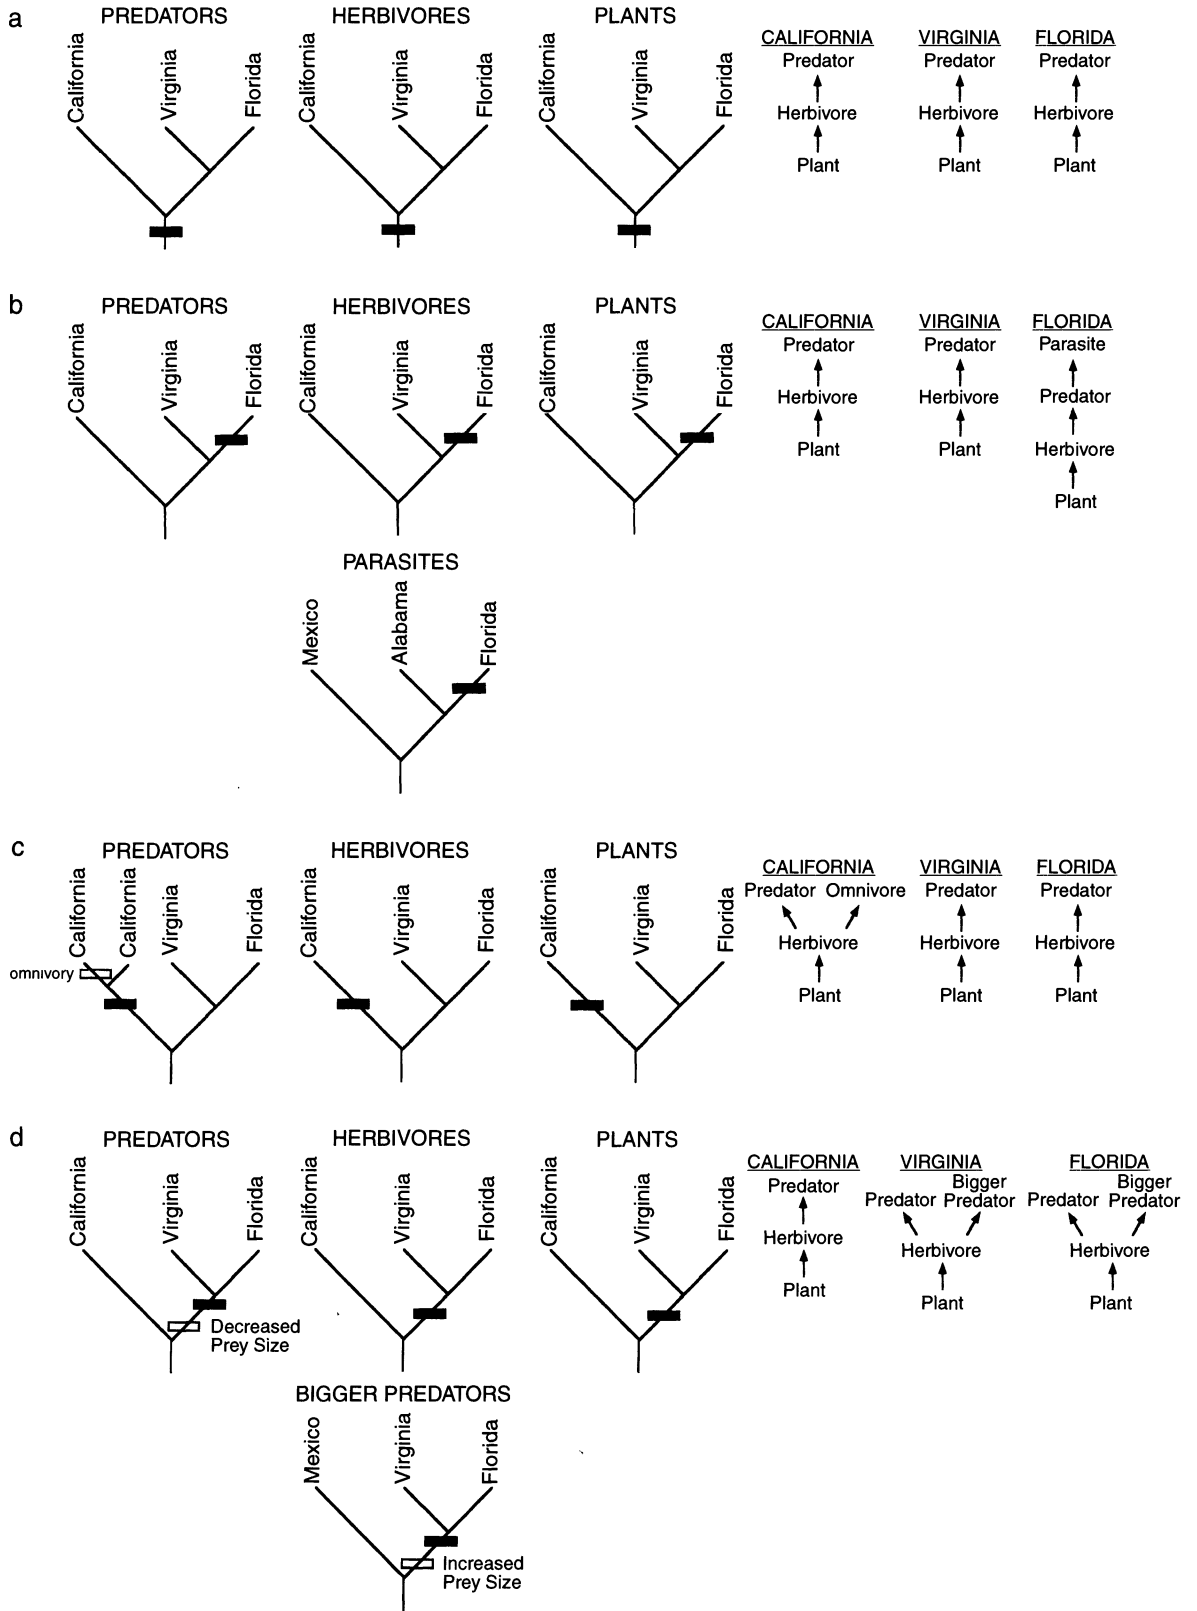 a
PREDATORS
HERBIVORES
PLANTS
California
Virginia
Florida
California
Virginia
Florida
California
Virginia
Florida
CALIFORNIA
Predator
Herbivore
Plant
VIRGINIA
Predator
Herbivore
Plant
FLORIDA
Predator
Herbivore
Plant
b
PREDATORS
HERBIVORES
PLANTS
California
Virginia
Florida
California
Virginia
Florida
California
Virginia
Florida
CALIFORNIA
Predator
Herbivore
Plant
VIRGINIA
Predator
Herbivore
Plant
FLORIDA
Parasite
Predator
Herbivore
Plant
PARASITES
Mexico
Alabama
Florida
c
PREDATORS
HERBIVORES
PLANTS
California
California
Virginia
Florida
omnivory
California
Virginia
Florida
California
Virginia
Florida
CALIFORNIA
Predator Omnivore
Herbivore
Plant
VIRGINIA
Predator
Herbivore
Plant
FLORIDA
Predator
Herbivore
Plant
d
PREDATORS
HERBIVORES
PLANTS
California
Virginia
Florida
Decreased
Prey Size
California
Virginia
Florida
California
Virginia
Florida
CALIFORNIA
Predator
Herbivore
Plant
VIRGINIA
Bigger
Predator Predator
Herbivore
Plant
FLORIDA
Bigger
Predator Predator
Herbivore
Plant
BIGGER PREDATORS
Mexico
Virginia
Florida
Increased
Prey Size